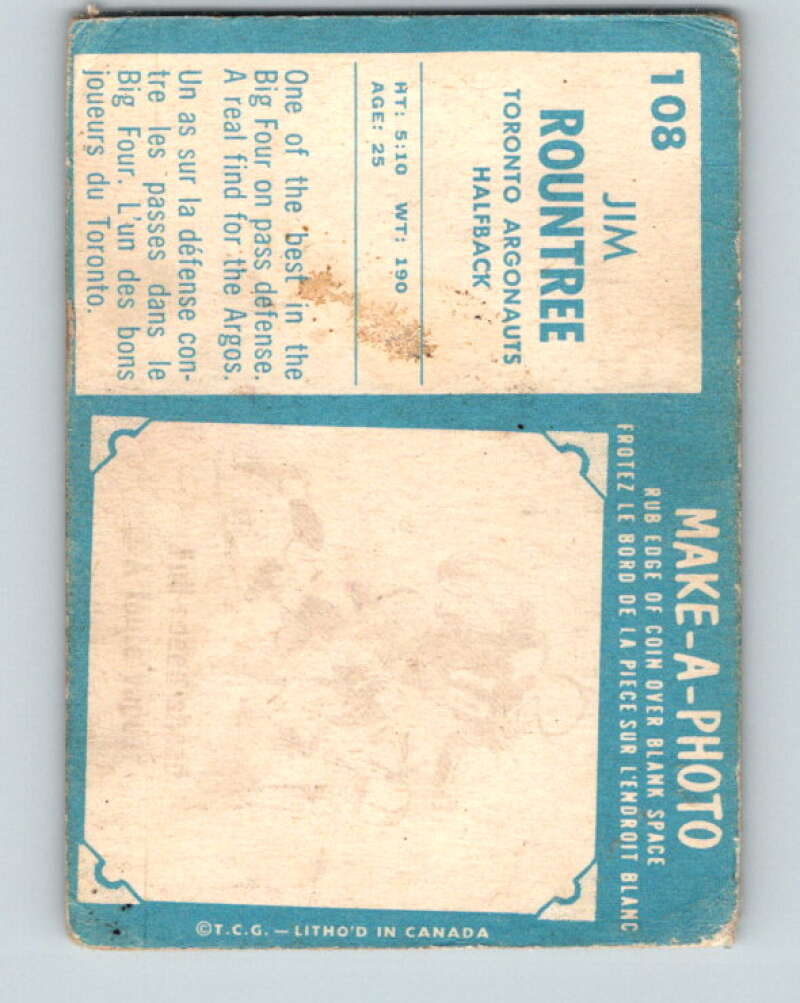 108
JIM
ROUNTREE
TORONTO ARGONAUTS
HALFBACK
HT: 5:10 WT: 190
AGE: 25
One of the best in the
Big Four on pass defense.
A real find for the Argos.
Un as sur la défense con-
tre les passes dans le
Big Four. L'un des bons
joueurs du Toronto.
MAKE-A-PHOTO
RUB EDGE OF COIN OVER BLANK SPACE
FROTEZ LE BORD DE LA PIECE SUR L'ENDROIT BLANC
©T.C.G. — LITHO'D IN CANADA